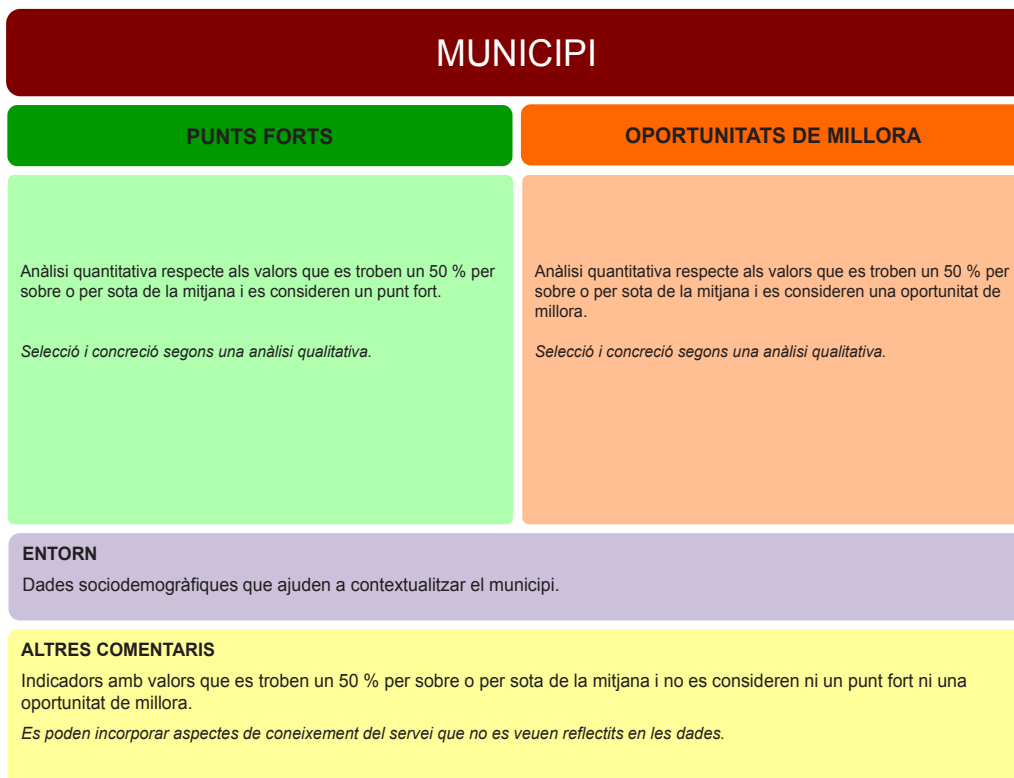 MUNICIPI
PUNTS FORTS
OPORTUNITATS DE MILLORA
Anàlisi quantitativa respecte als valors que es troben un 50 % per
sobre o per sota de la mitjana i es consideren un punt fort.
Selecció i concreció segons una anàlisi qualitativa.
Anàlisi quantitativa respecte als valors que es troben un 50 % per
sobre o per sota de la mitjana i es consideren una oportunitat de
millora.
Selecció i concreció segons una anàlisi qualitativa.
ENTORN
Dades sociodemogràfiques que ajuden a contextualitzar el municipi.
ALTRES COMENTARIS
Indicadors amb valors que es troben un 50 % per sobre o per sota de la mitjana i no es consideren ni un punt fort ni una
oportunitat de millora.
Es poden incorporar aspectes de coneixement del servei que no es veuen reflectits en les dades.